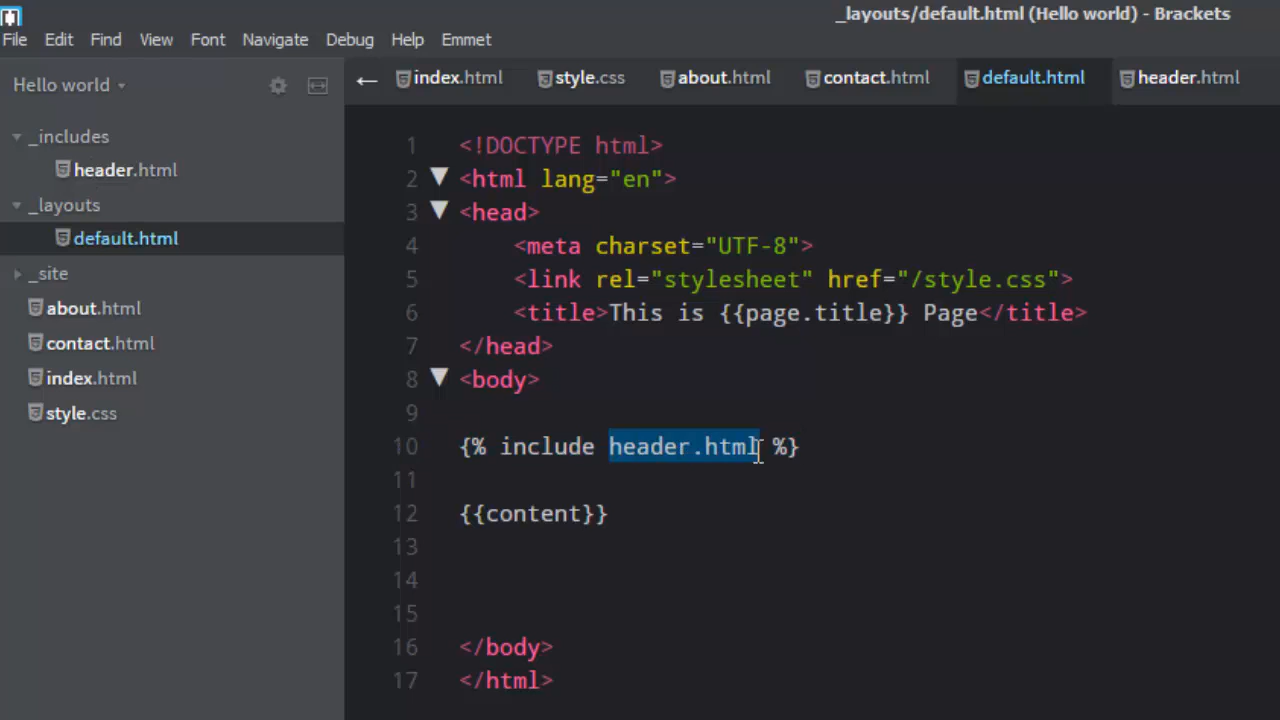 _layouts/default.html (Hello world) - Brackets
File Edit Find View Font Navigate Debug Help Emmet
Hello world
index.html style.css about.html contact.html default.html header.html
_includes
header.html
_layouts
default.html
_site
about.html
contact.html
index.html
style.css
1 <!DOCTYPE html>
2 <html lang="en">
3 <head>
4 <meta charset="UTF-8">
5 <link rel="stylesheet" href="/style.css">
6 <title>This is {{page.title}} Page</title>
7 </head>
8 <body>
9
10 {% include header.html %}
11
12 {{content}}
13
14
15
16 </body>
17 </html>